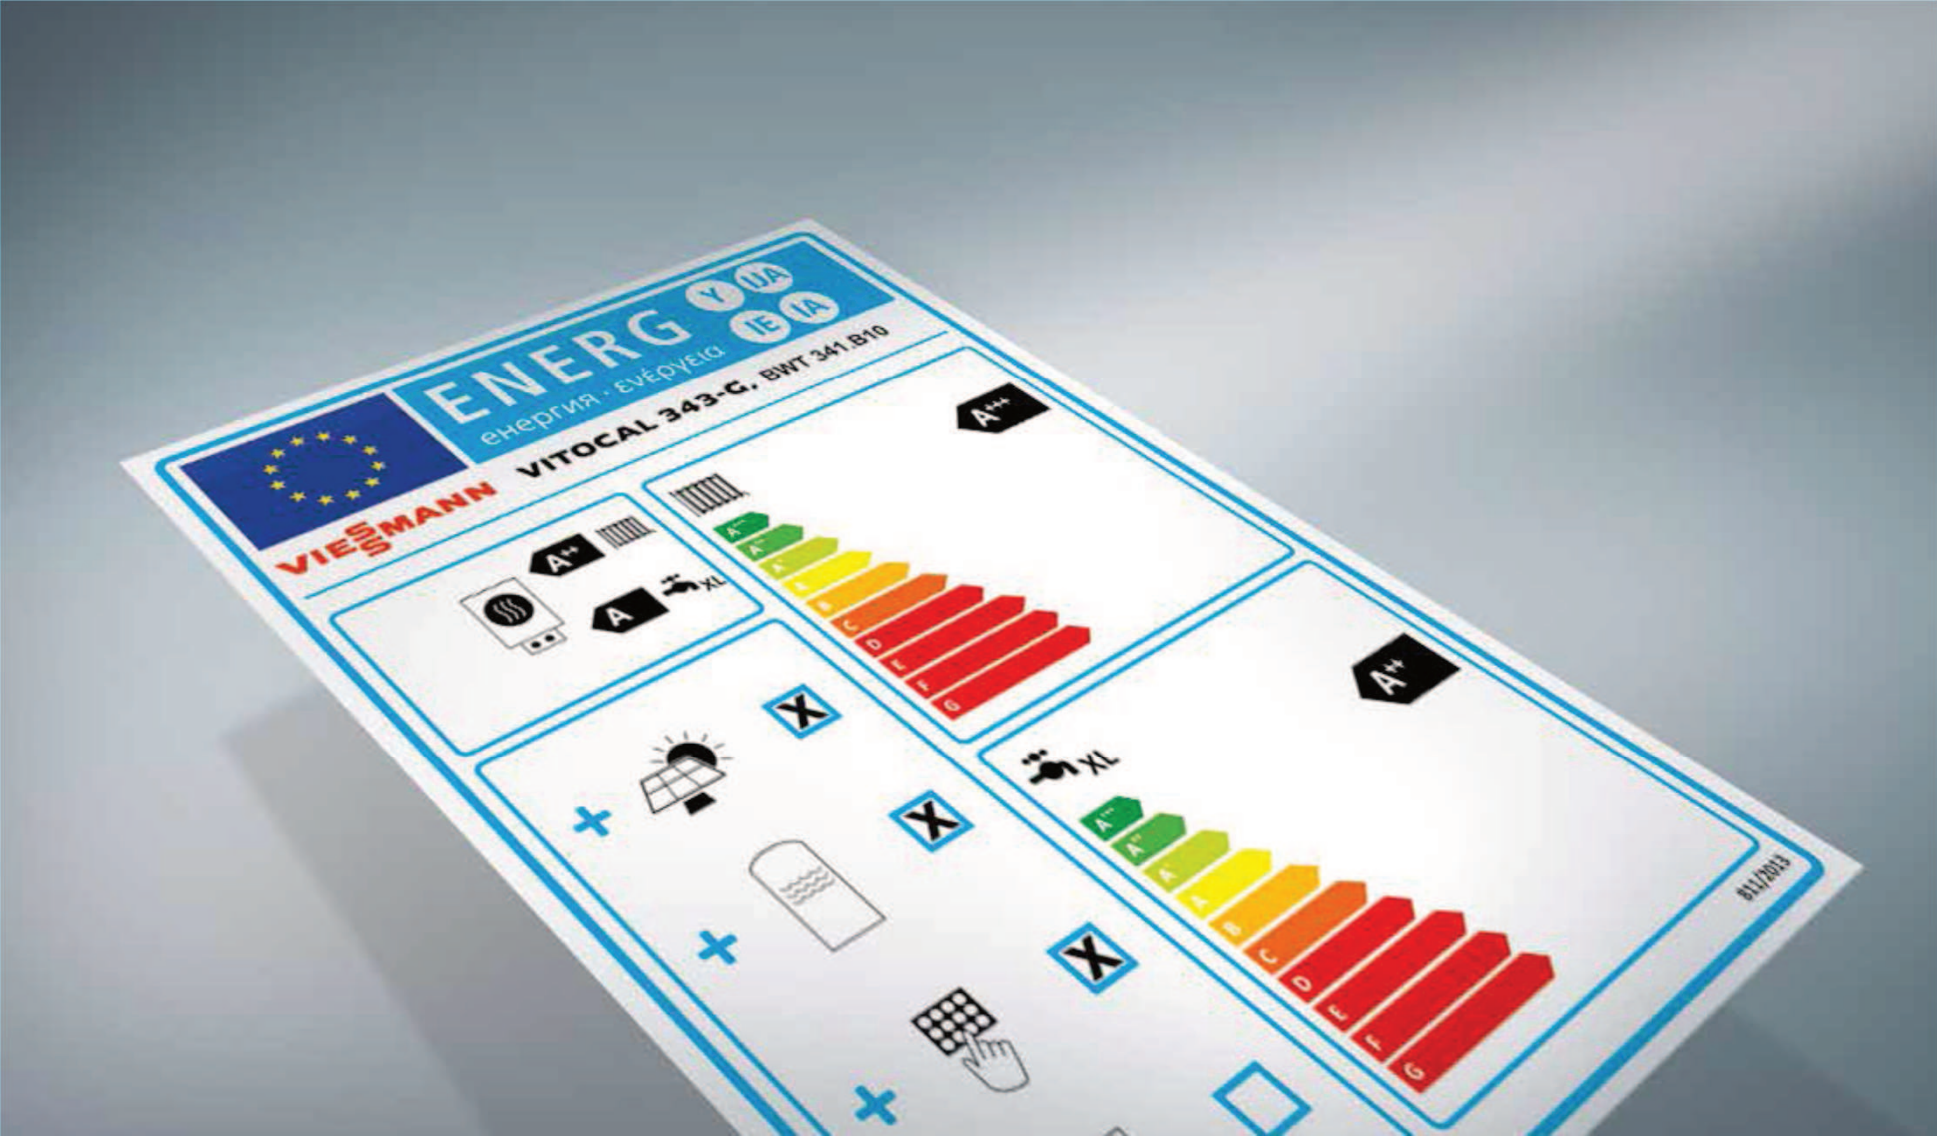 ENERG Y IJA
IE IA
енергия · ενέργεια
VIESSMANN VITOCAL 343-G, BWT 341.B10
A++
A XL
A+++
A+++
A++
A+
A
B
C
D
E
F
G
A++
XL
A+++
A++
A+
A
B
C
D
E
F
G
X
X
X
811/2013